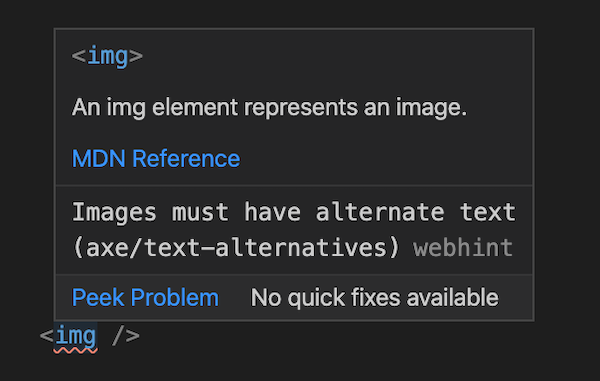 <img>
An img element represents an image.
MDN Reference
Images must have alternate text
(axe/text-alternatives) webhint
Peek Problem No quick fixes available
<img />